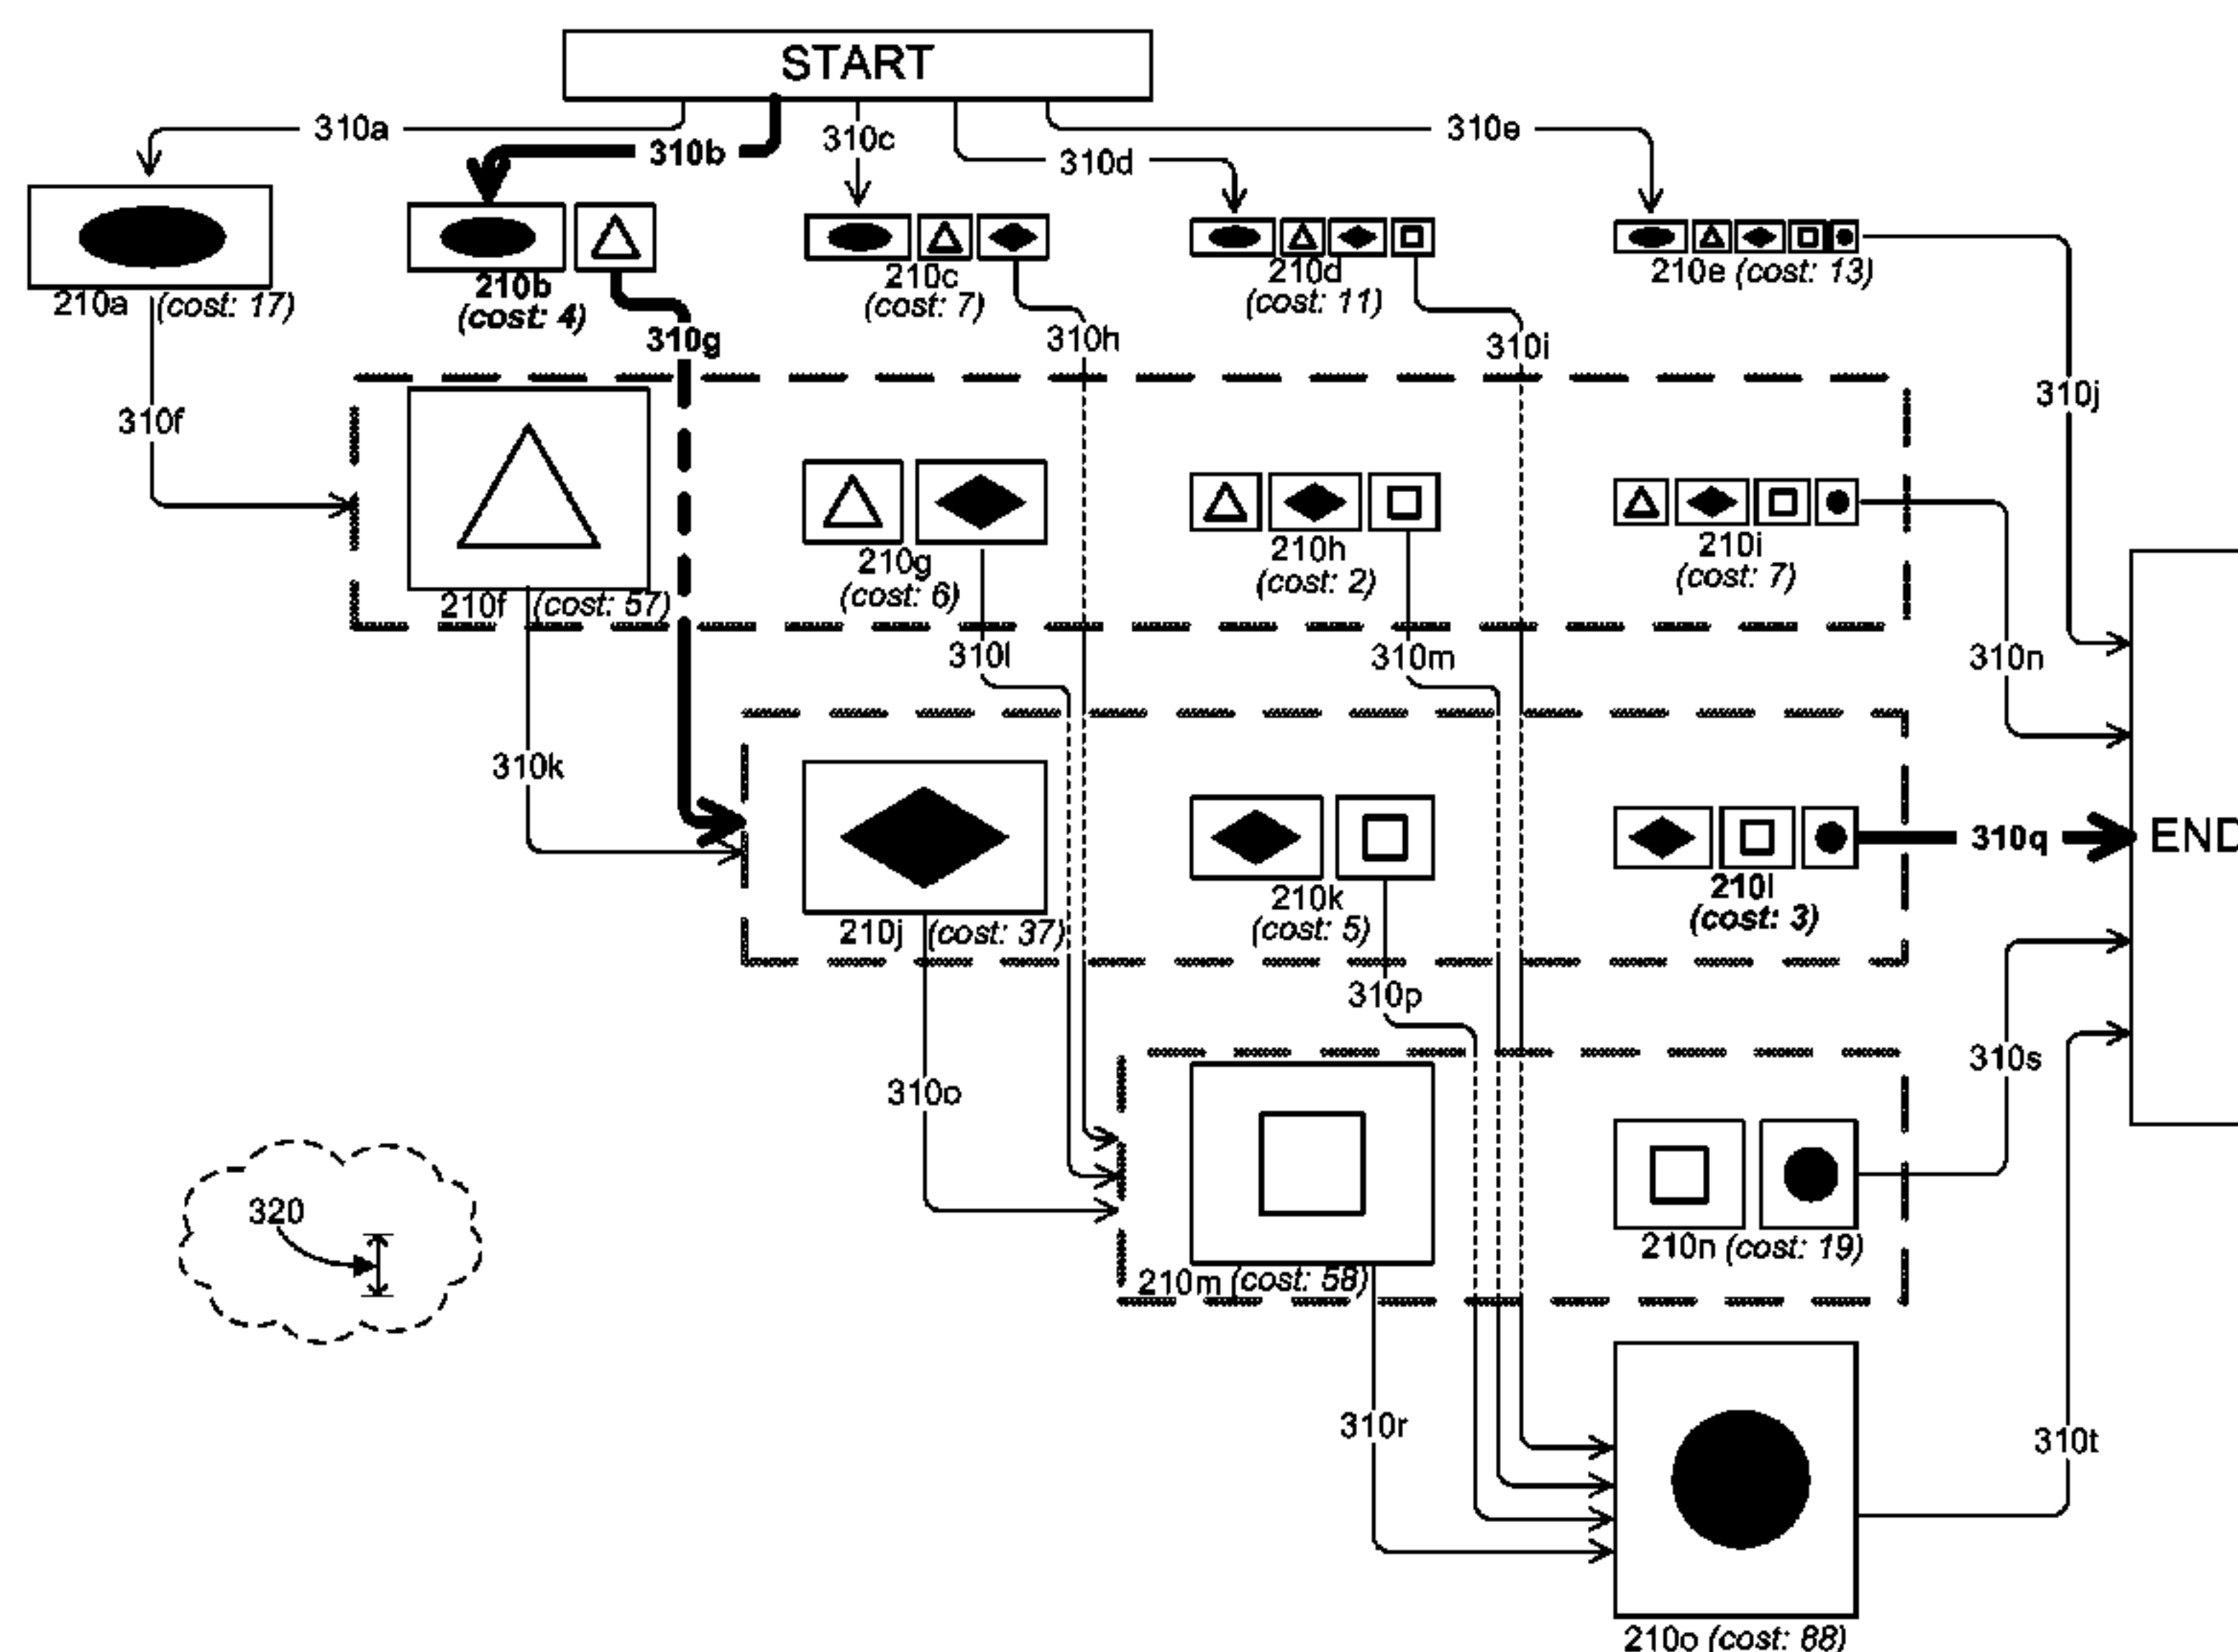 START
310a
310b
310c
310d
310e
210a (cost: 17)
210b
(cost: 4)
210c
(cost: 7)
210d
(cost: 11)
210e (cost: 13)
310g
310h
310i
310j
310f
210f (cost: 57)
210g
(cost: 6)
210h
(cost: 2)
210i
(cost: 7)
310l
310m
310n
310k
210j (cost: 37)
210k
(cost: 5)
210l
(cost: 3)
310q
END
310p
310o
310s
320
210m (cost: 58)
210n (cost: 19)
310r
310t
210o (cost: 88)